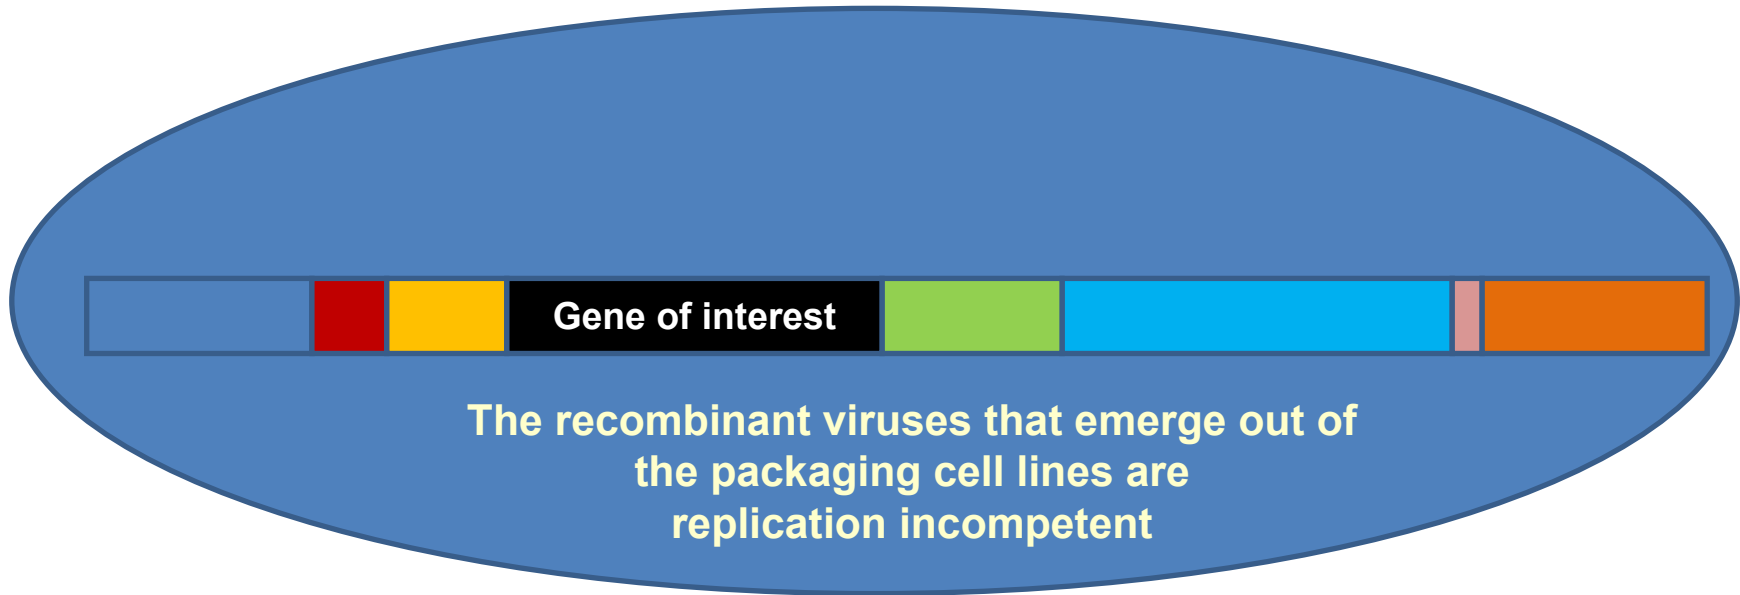 Gene of interest
The recombinant viruses that emerge out of
the packaging cell lines are
replication incompetent